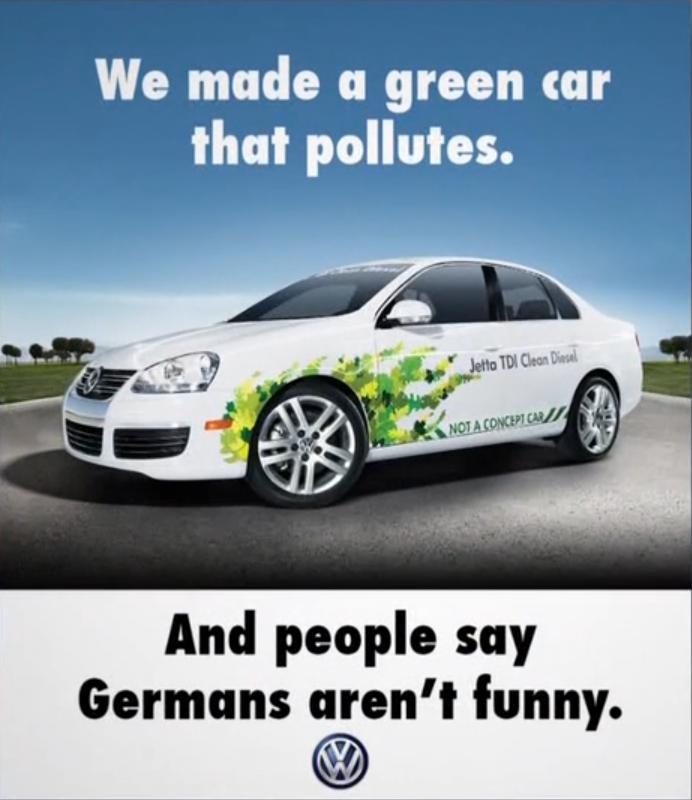 We made a green car
that pollutes.
Jetta TDI Clean Diesel
NOT A CONCEPT CAR
And people say
Germans aren't funny.